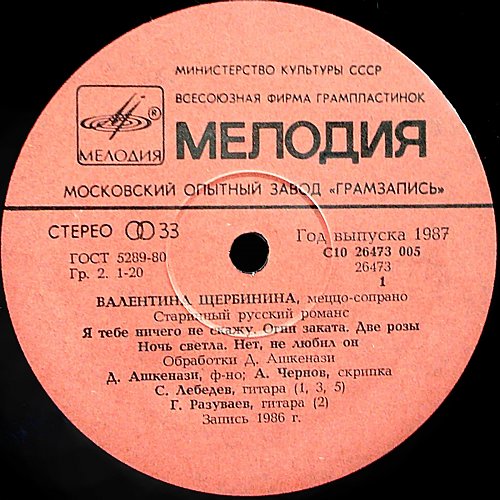 МИНИСТЕРСТВО КУЛЬТУРЫ СССР
ВСЕСОЮЗНАЯ ФИРМА ГРАМПЛАСТИНОК
® МЕЛОДИЯ
МЕЛОДИЯ
МОСКОВСКИЙ ОПЫТНЫЙ ЗАВОД «ГРАМЗАПИСЬ»
СТЕРЕО 33
Год выпуска 1987
ГОСТ 5289-80
С10 26473 005
Гр. 2. 1-20
26473
1
ВАЛЕНТИНА ЩЕРБИНИНА, меццо-сопрано
Старинный русский романс
Я тебе ничего не скажу. Огни заката. Две розы
Ночь светла. Нет, не любил он
Обработки Д. Ашкенази
Д. Ашкенази, ф-но; А. Чернов, скрипка
С. Лебедев, гитара (1, 3, 5)
Г. Разуваев, гитара (2)
Запись 1986 г.